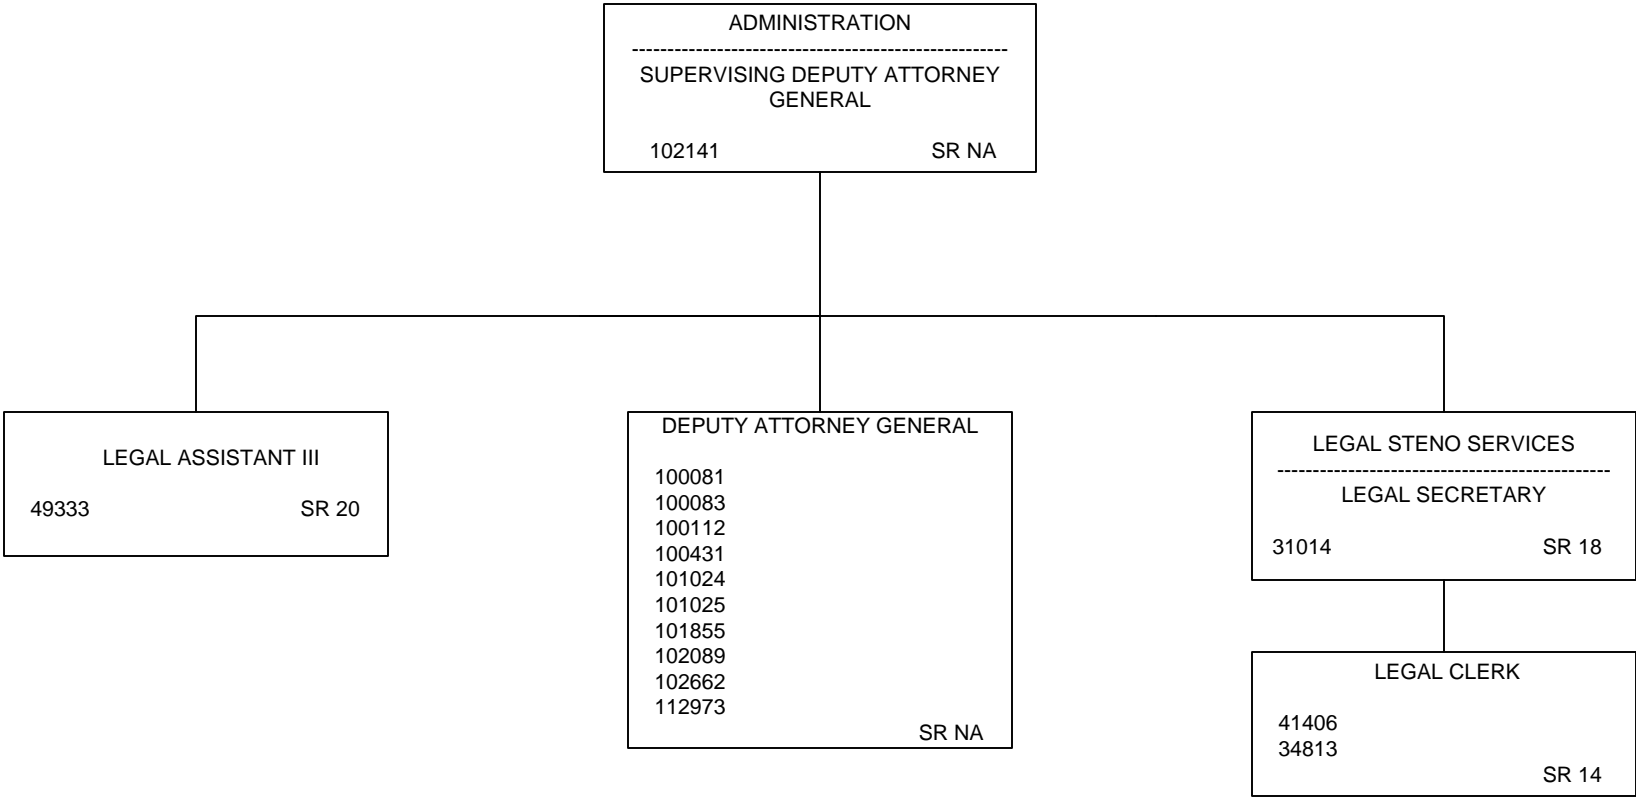 ADMINISTRATION
------------------------------------------------------
SUPERVISING DEPUTY ATTORNEY
GENERAL
102141 SR NA
LEGAL ASSISTANT III
49333 SR 20
DEPUTY ATTORNEY GENERAL
100081
100083
100112
100431
101024
101025
101855
102089
102662
112973
SR NA
LEGAL STENO SERVICES
------------------------------------------------
LEGAL SECRETARY
31014 SR 18
LEGAL CLERK
41406
34813
SR 14